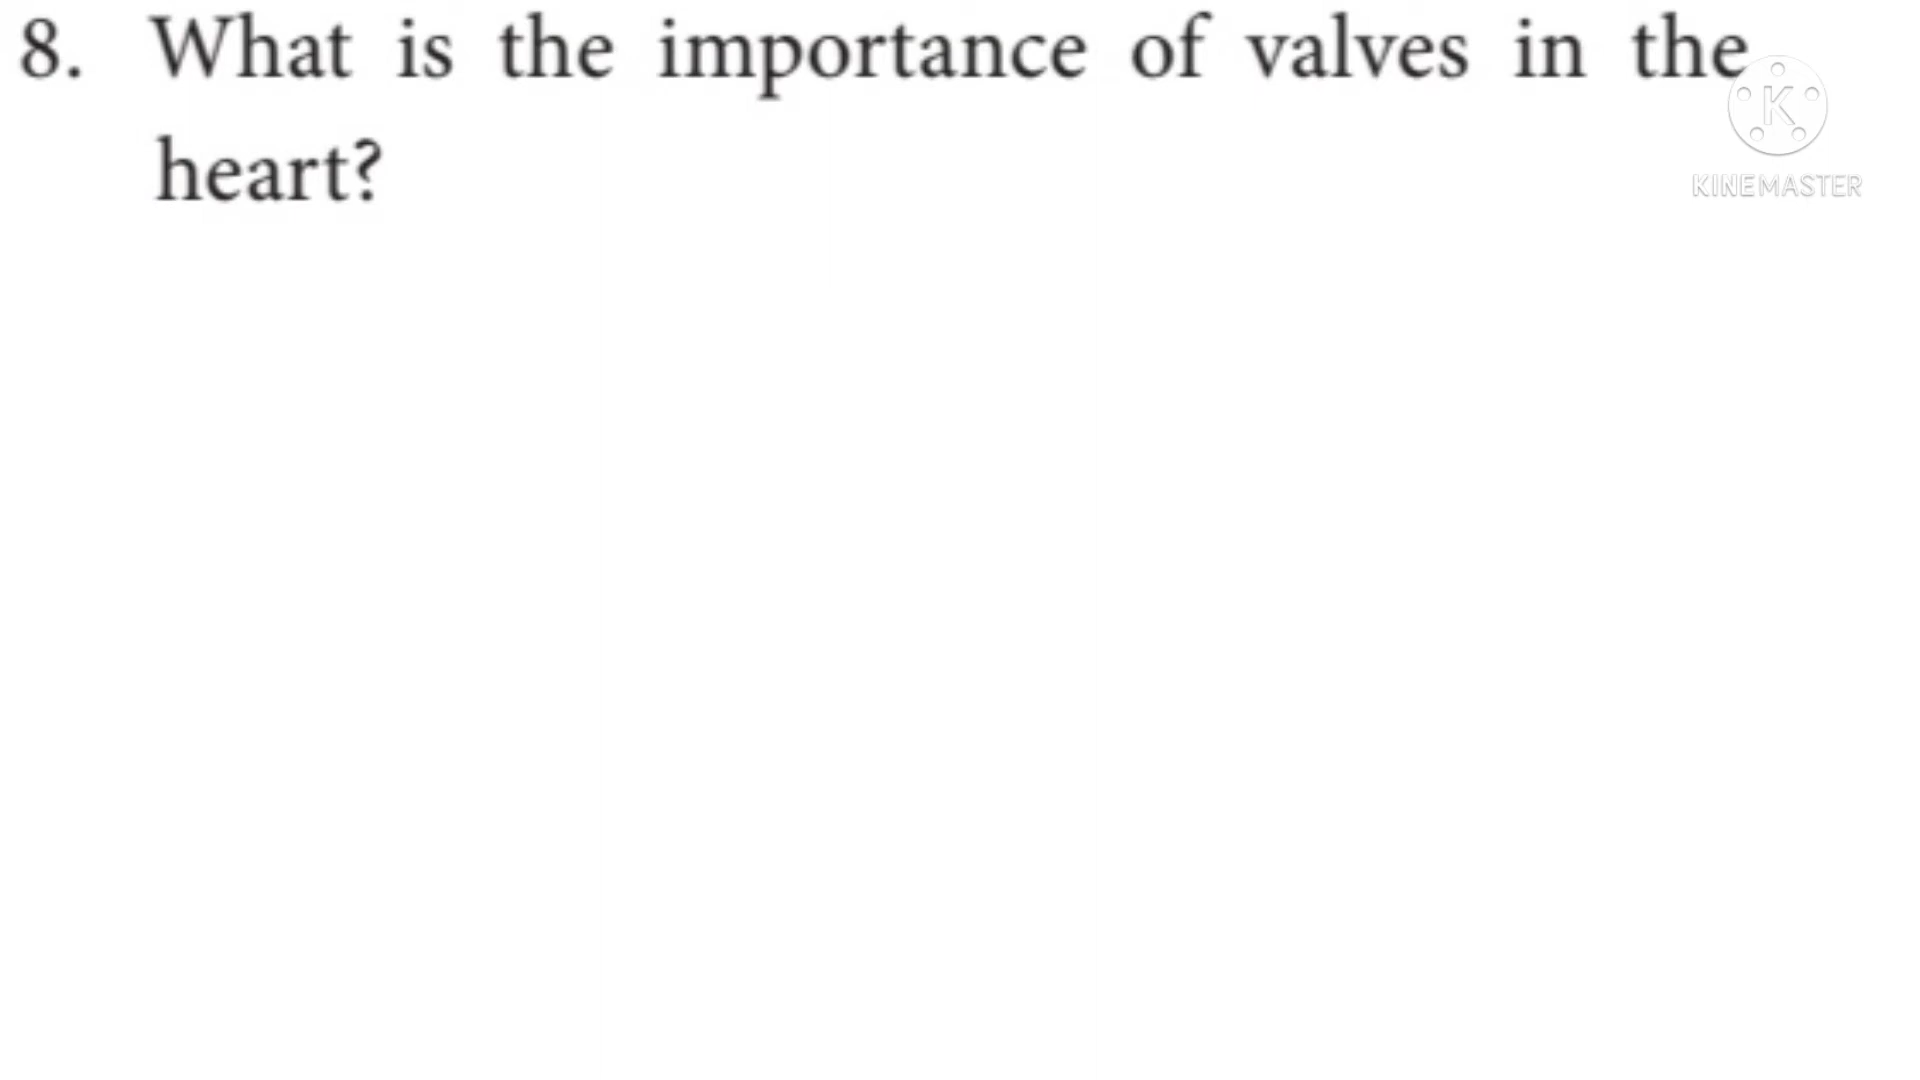 8. What is the importance of valves in the
heart?
KINEMASTER